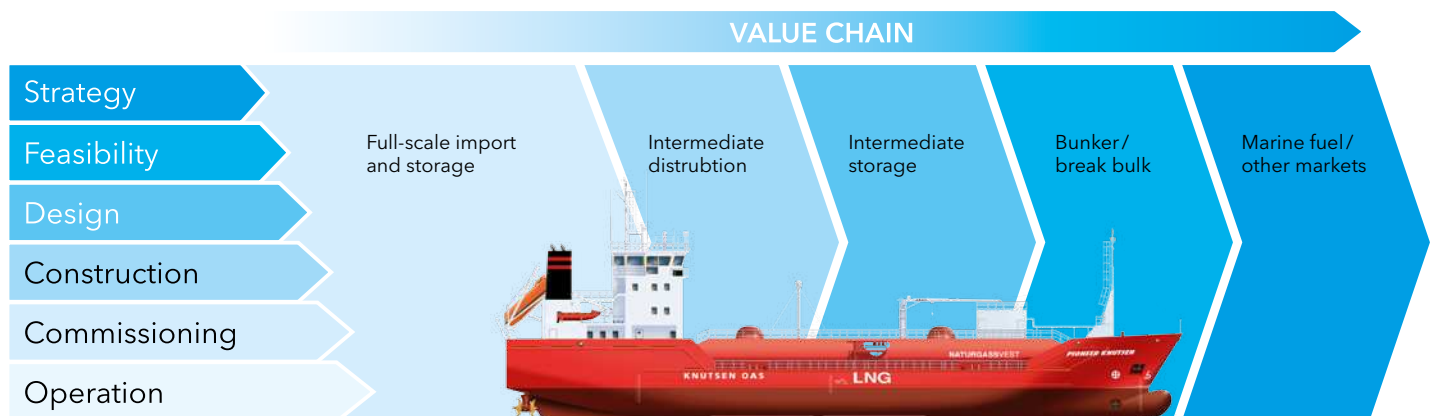 VALUE CHAIN
Strategy
Feasibility
Design
Construction
Commissioning
Operation
Full-scale import
and storage
Intermediate
distrubtion
Intermediate
storage
Bunker/
break bulk
Marine fuel/
other markets
NATURGASSVEST
PIONEER KNUTSEN
KNUTSEN OAS
LNG